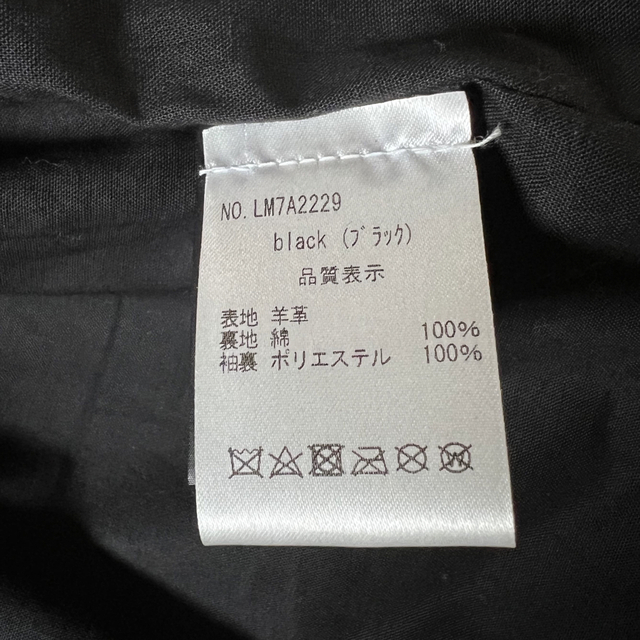 NO. LM7A2229
black (ﾌﾞﾗｯｸ)
品質表示
表地 羊革
裏地 綿 100%
袖裏 ポリエステル 100%